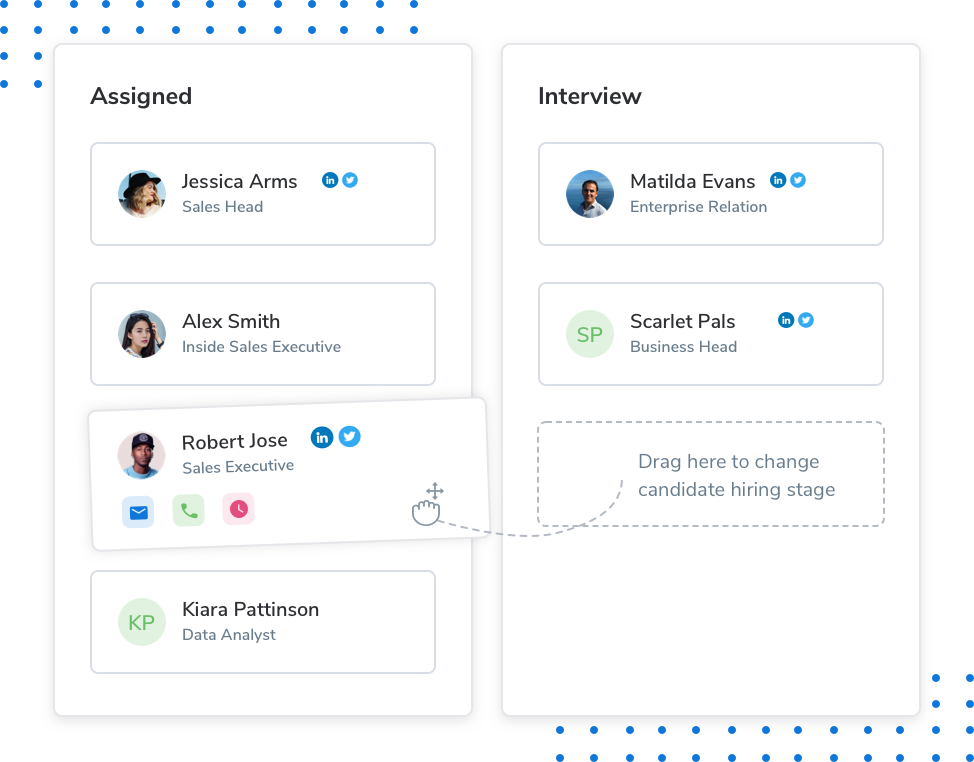 Assigned
Jessica Arms
Sales Head
Alex Smith
Inside Sales Executive
Robert Jose
Sales Executive
KP
Kiara Pattinson
Data Analyst
Interview
Matilda Evans
Enterprise Relation
SP
Scarlet Pals
Business Head
Drag here to change
candidate hiring stage